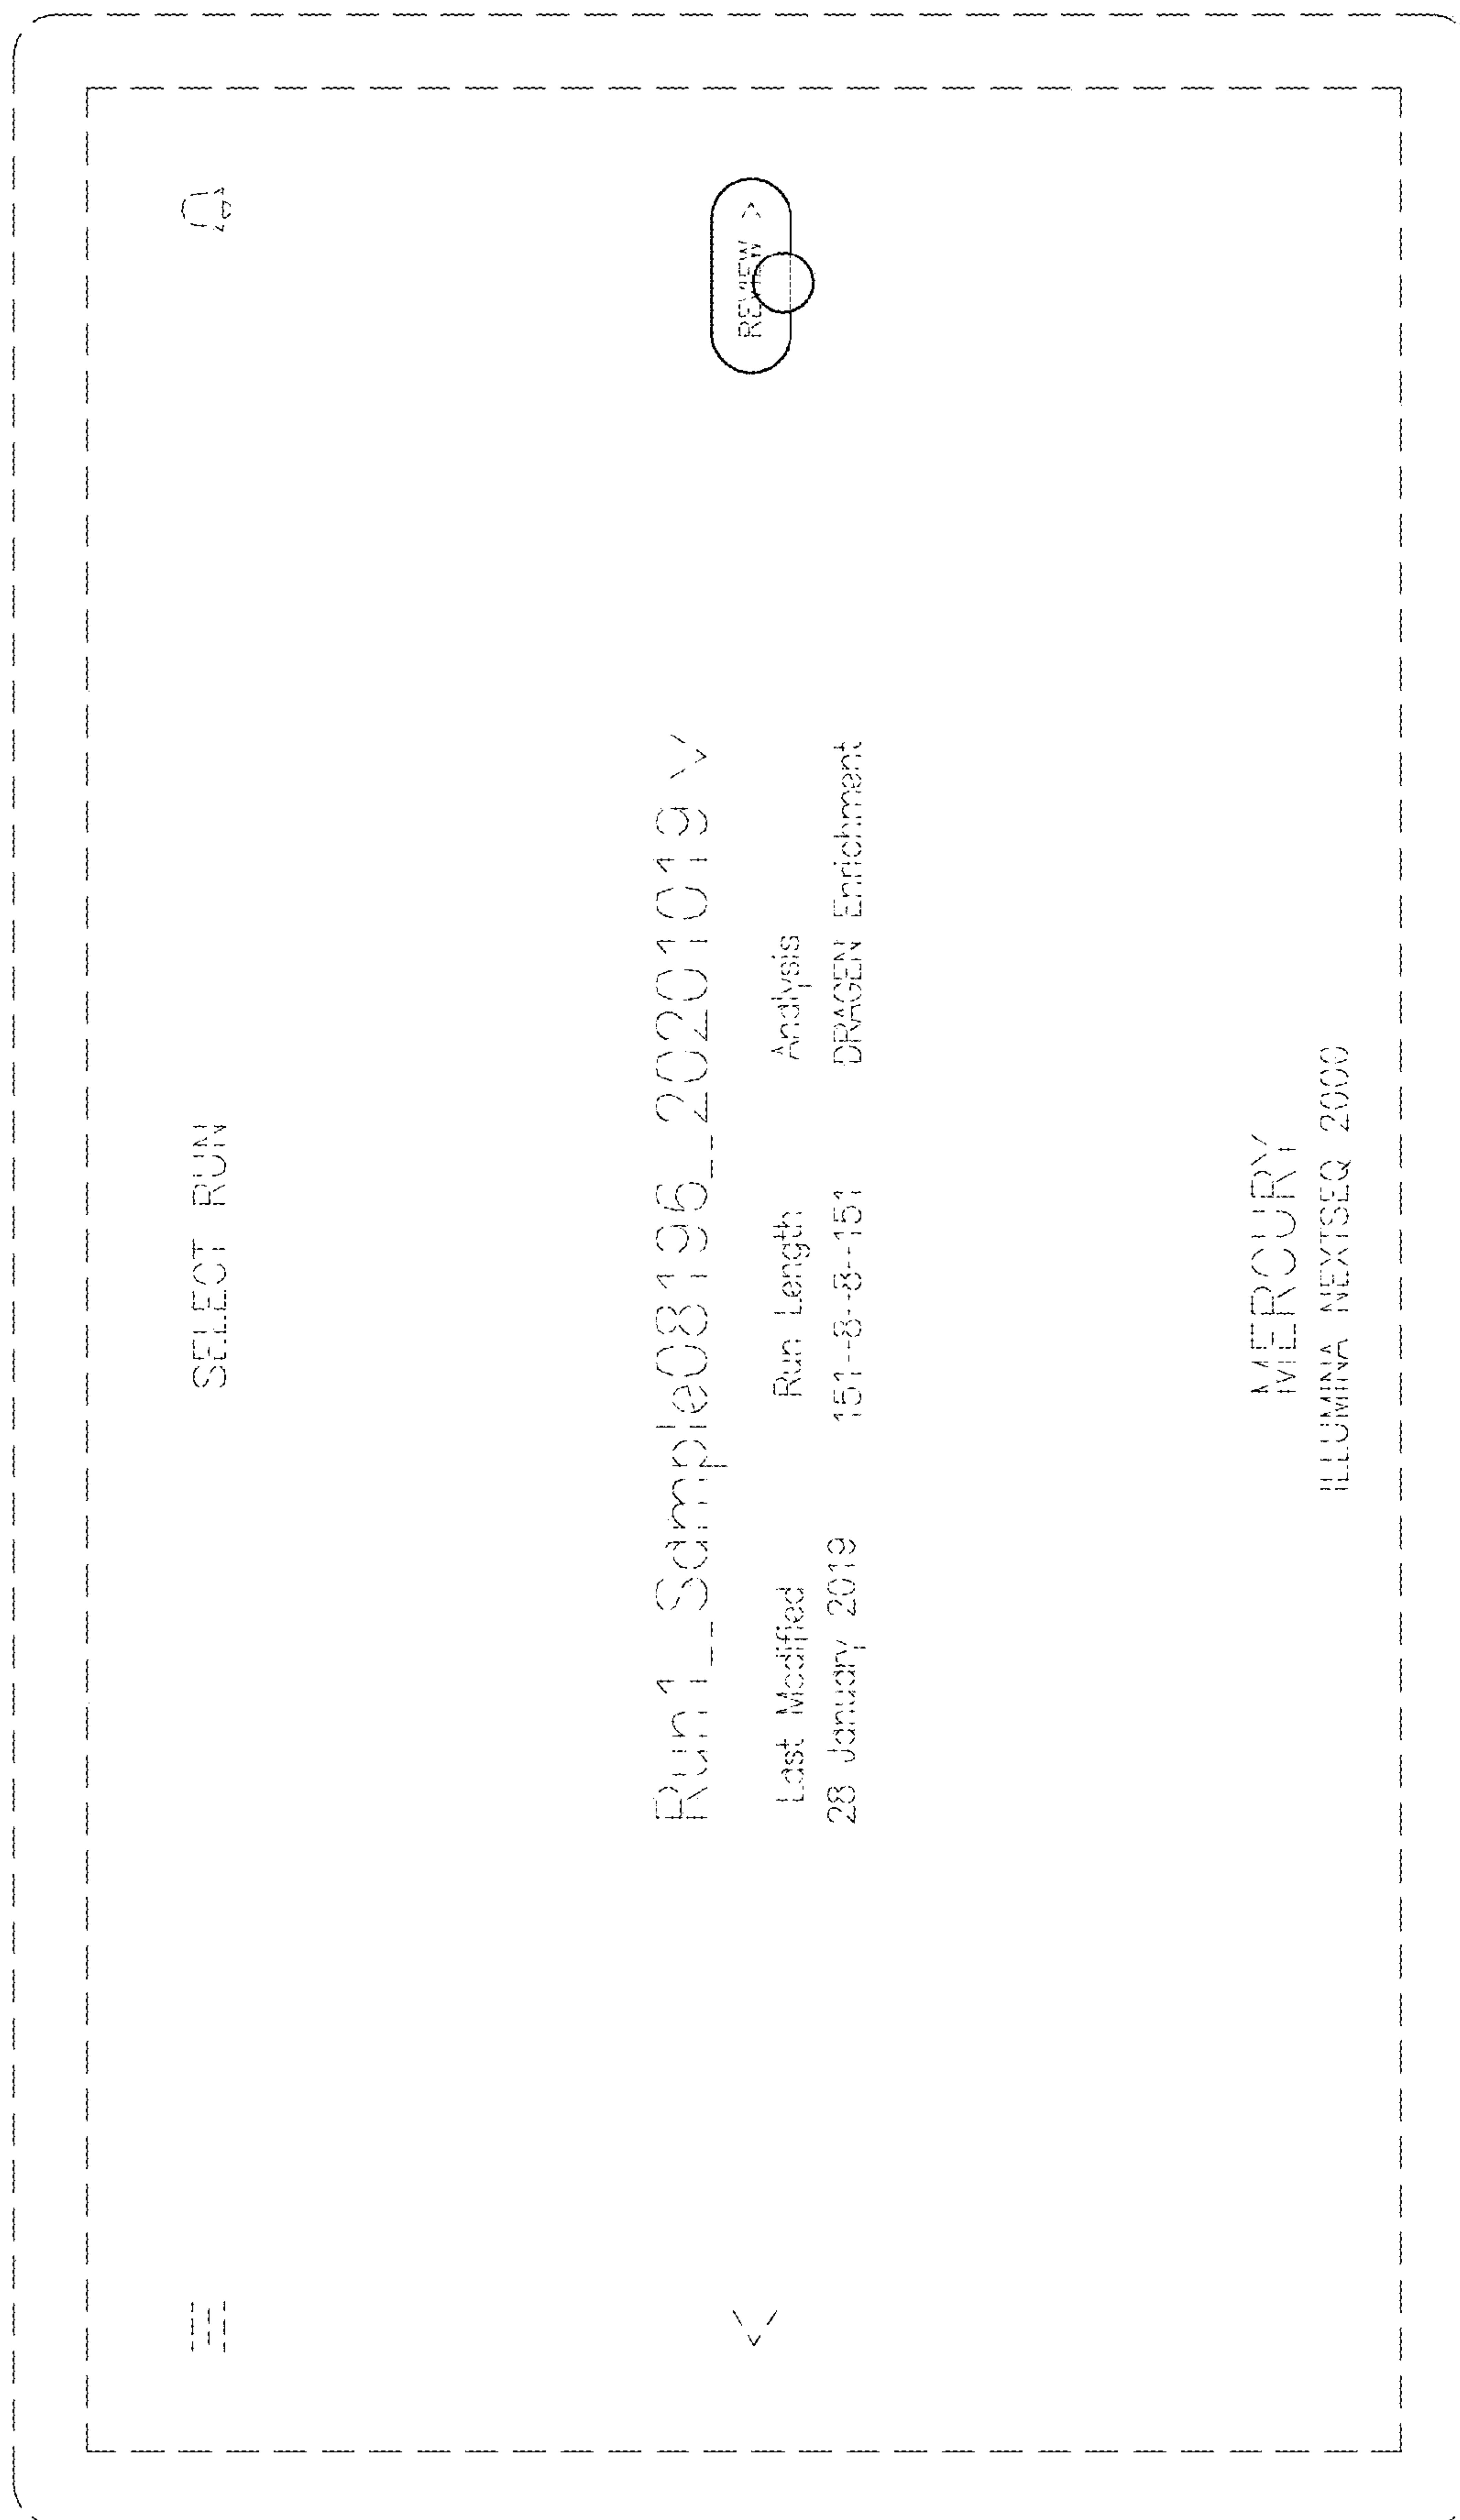 SELECT RUN
Run1_Sample08196_20201019
Last Modified Run Length Analysis
28 January 2019 151-8-8-151 DRAGEN Enrichment
REVIEW >
MERCURY
ILLUMINA NEXTSEQ 2000